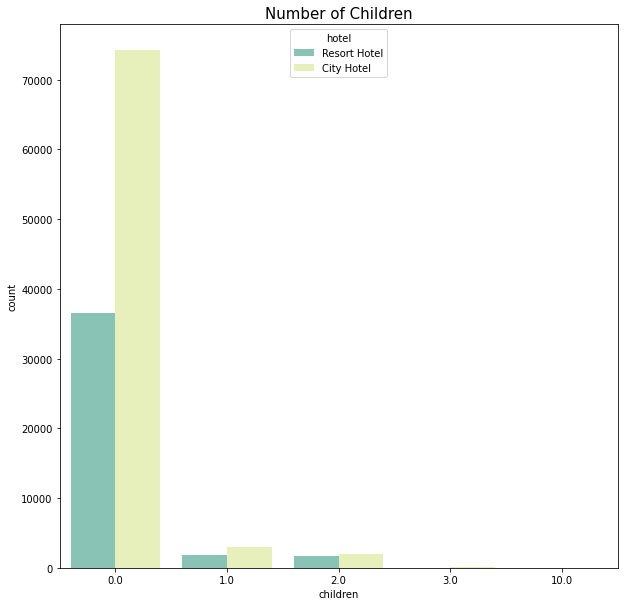 Number of Children
hotel
Resort Hotel
City Hotel
count
70000
60000
50000
40000
30000
20000
10000
0
0.0 1.0 2.0 3.0 10.0
children